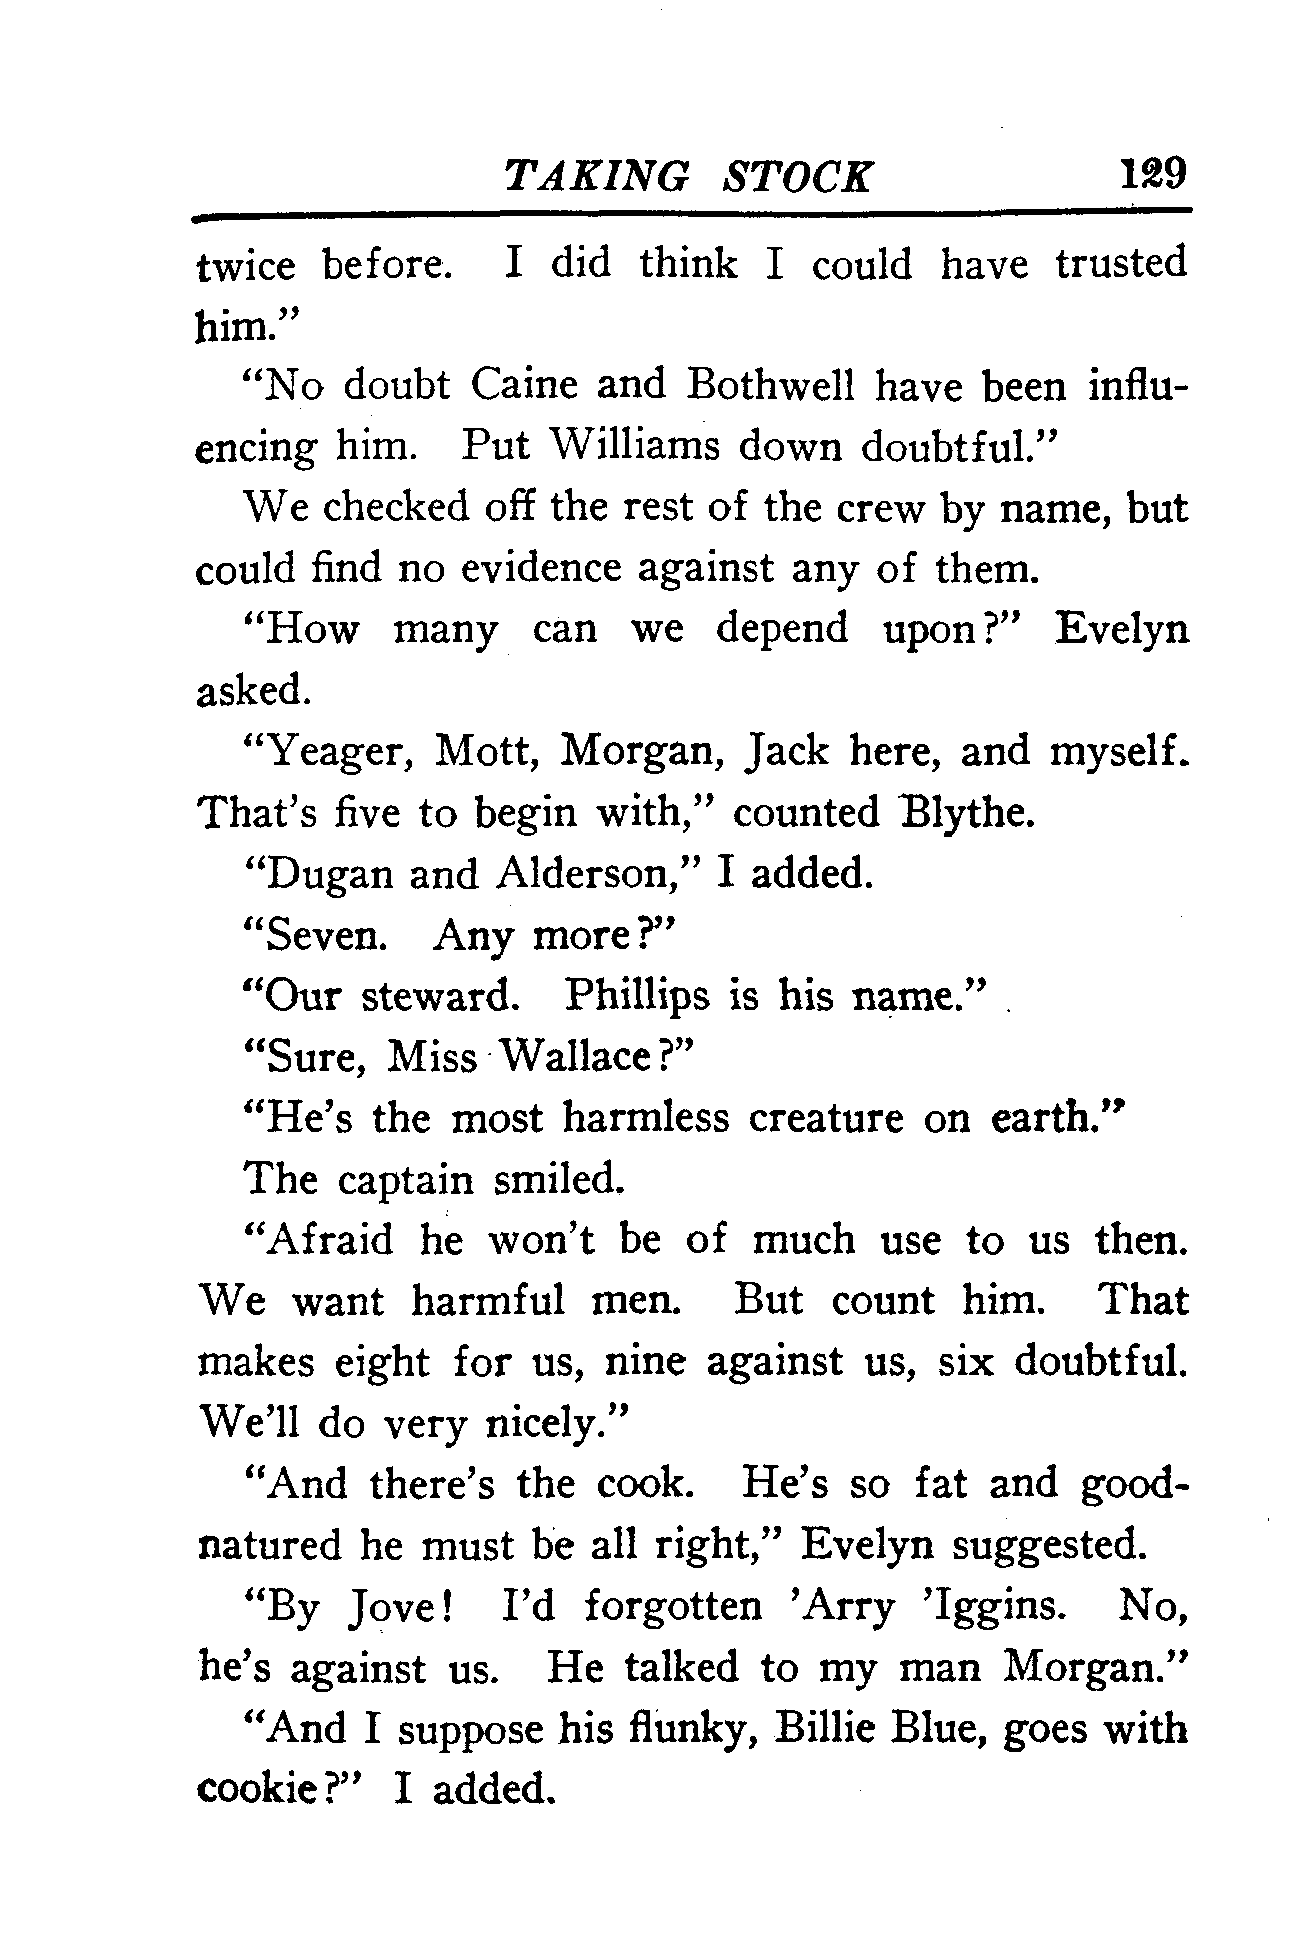 TAKING STOCK 129
twice before. I did think I could have trusted
him.”
“No doubt Caine and Bothwell have been influ-
encing him. Put Williams down doubtful.”
We checked off the rest of the crew by name, but
could find no evidence against any of them.
“How many can we depend upon?” Evelyn
asked.
“Yeager, Mott, Morgan, Jack here, and myself.
That’s five to begin with,” counted Blythe.
“Dugan and Alderson,” I added.
“Seven. Any more?”
“Our steward. Phillips is his name.”
“Sure, Miss Wallace?”
“He’s the most harmless creature on earth.”
The captain smiled.
“Afraid he won’t be of much use to us then.
We want harmful men. But count him. That
makes eight for us, nine against us, six doubtful.
We’ll do very nicely.”
“And there’s the cook. He’s so fat and good-
natured he must be all right,” Evelyn suggested.
“By Jove! I’d forgotten ’Arry ’Iggins. No,
he’s against us. He talked to my man Morgan.”
“And I suppose his flunky, Billie Blue, goes with
cookie?” I added.